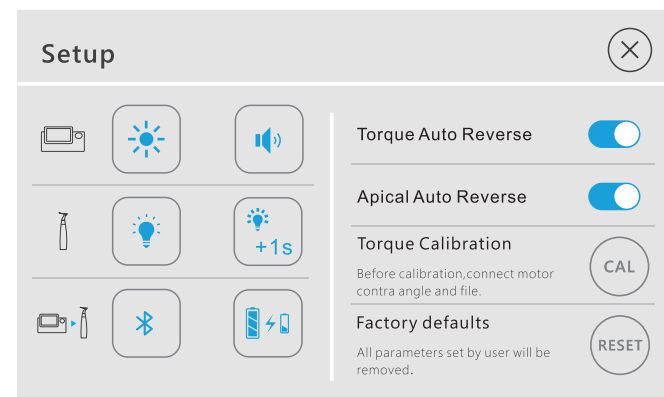 Setup
+1s
Torque Auto Reverse
Apical Auto Reverse
Torque Calibration
Before calibration,connect motor
contra angle and file.
CAL
Factory defaults
All parameters set by user will be
removed.
RESET